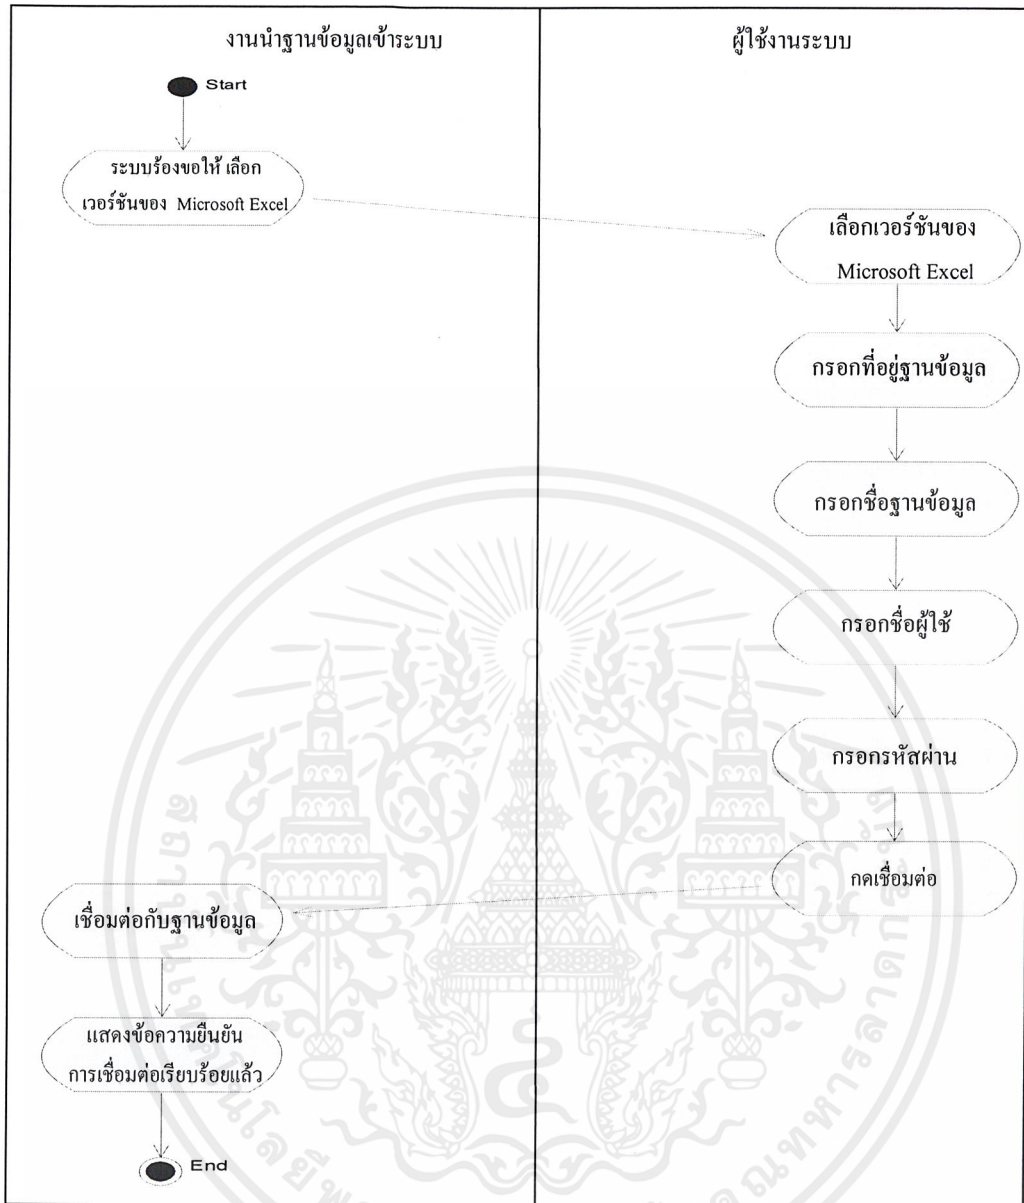 งานนำฐานข้อมูลเข้าระบบ
ผู้ใช้งานระบบ
Start
ระบบร้องขอให้ เลือก
เวอร์ชันของ Microsoft Excel
เลือกเวอร์ชันของ
Microsoft Excel
กรอกที่อยู่ฐานข้อมูล
กรอกชื่อฐานข้อมูล
กรอกชื่อผู้ใช้
กรอกรหัสผ่าน
กดเชื่อมต่อ
เชื่อมต่อกับฐานข้อมูล
แสดงข้อความยืนยัน
การเชื่อมต่อเรียบร้อยแล้ว
End